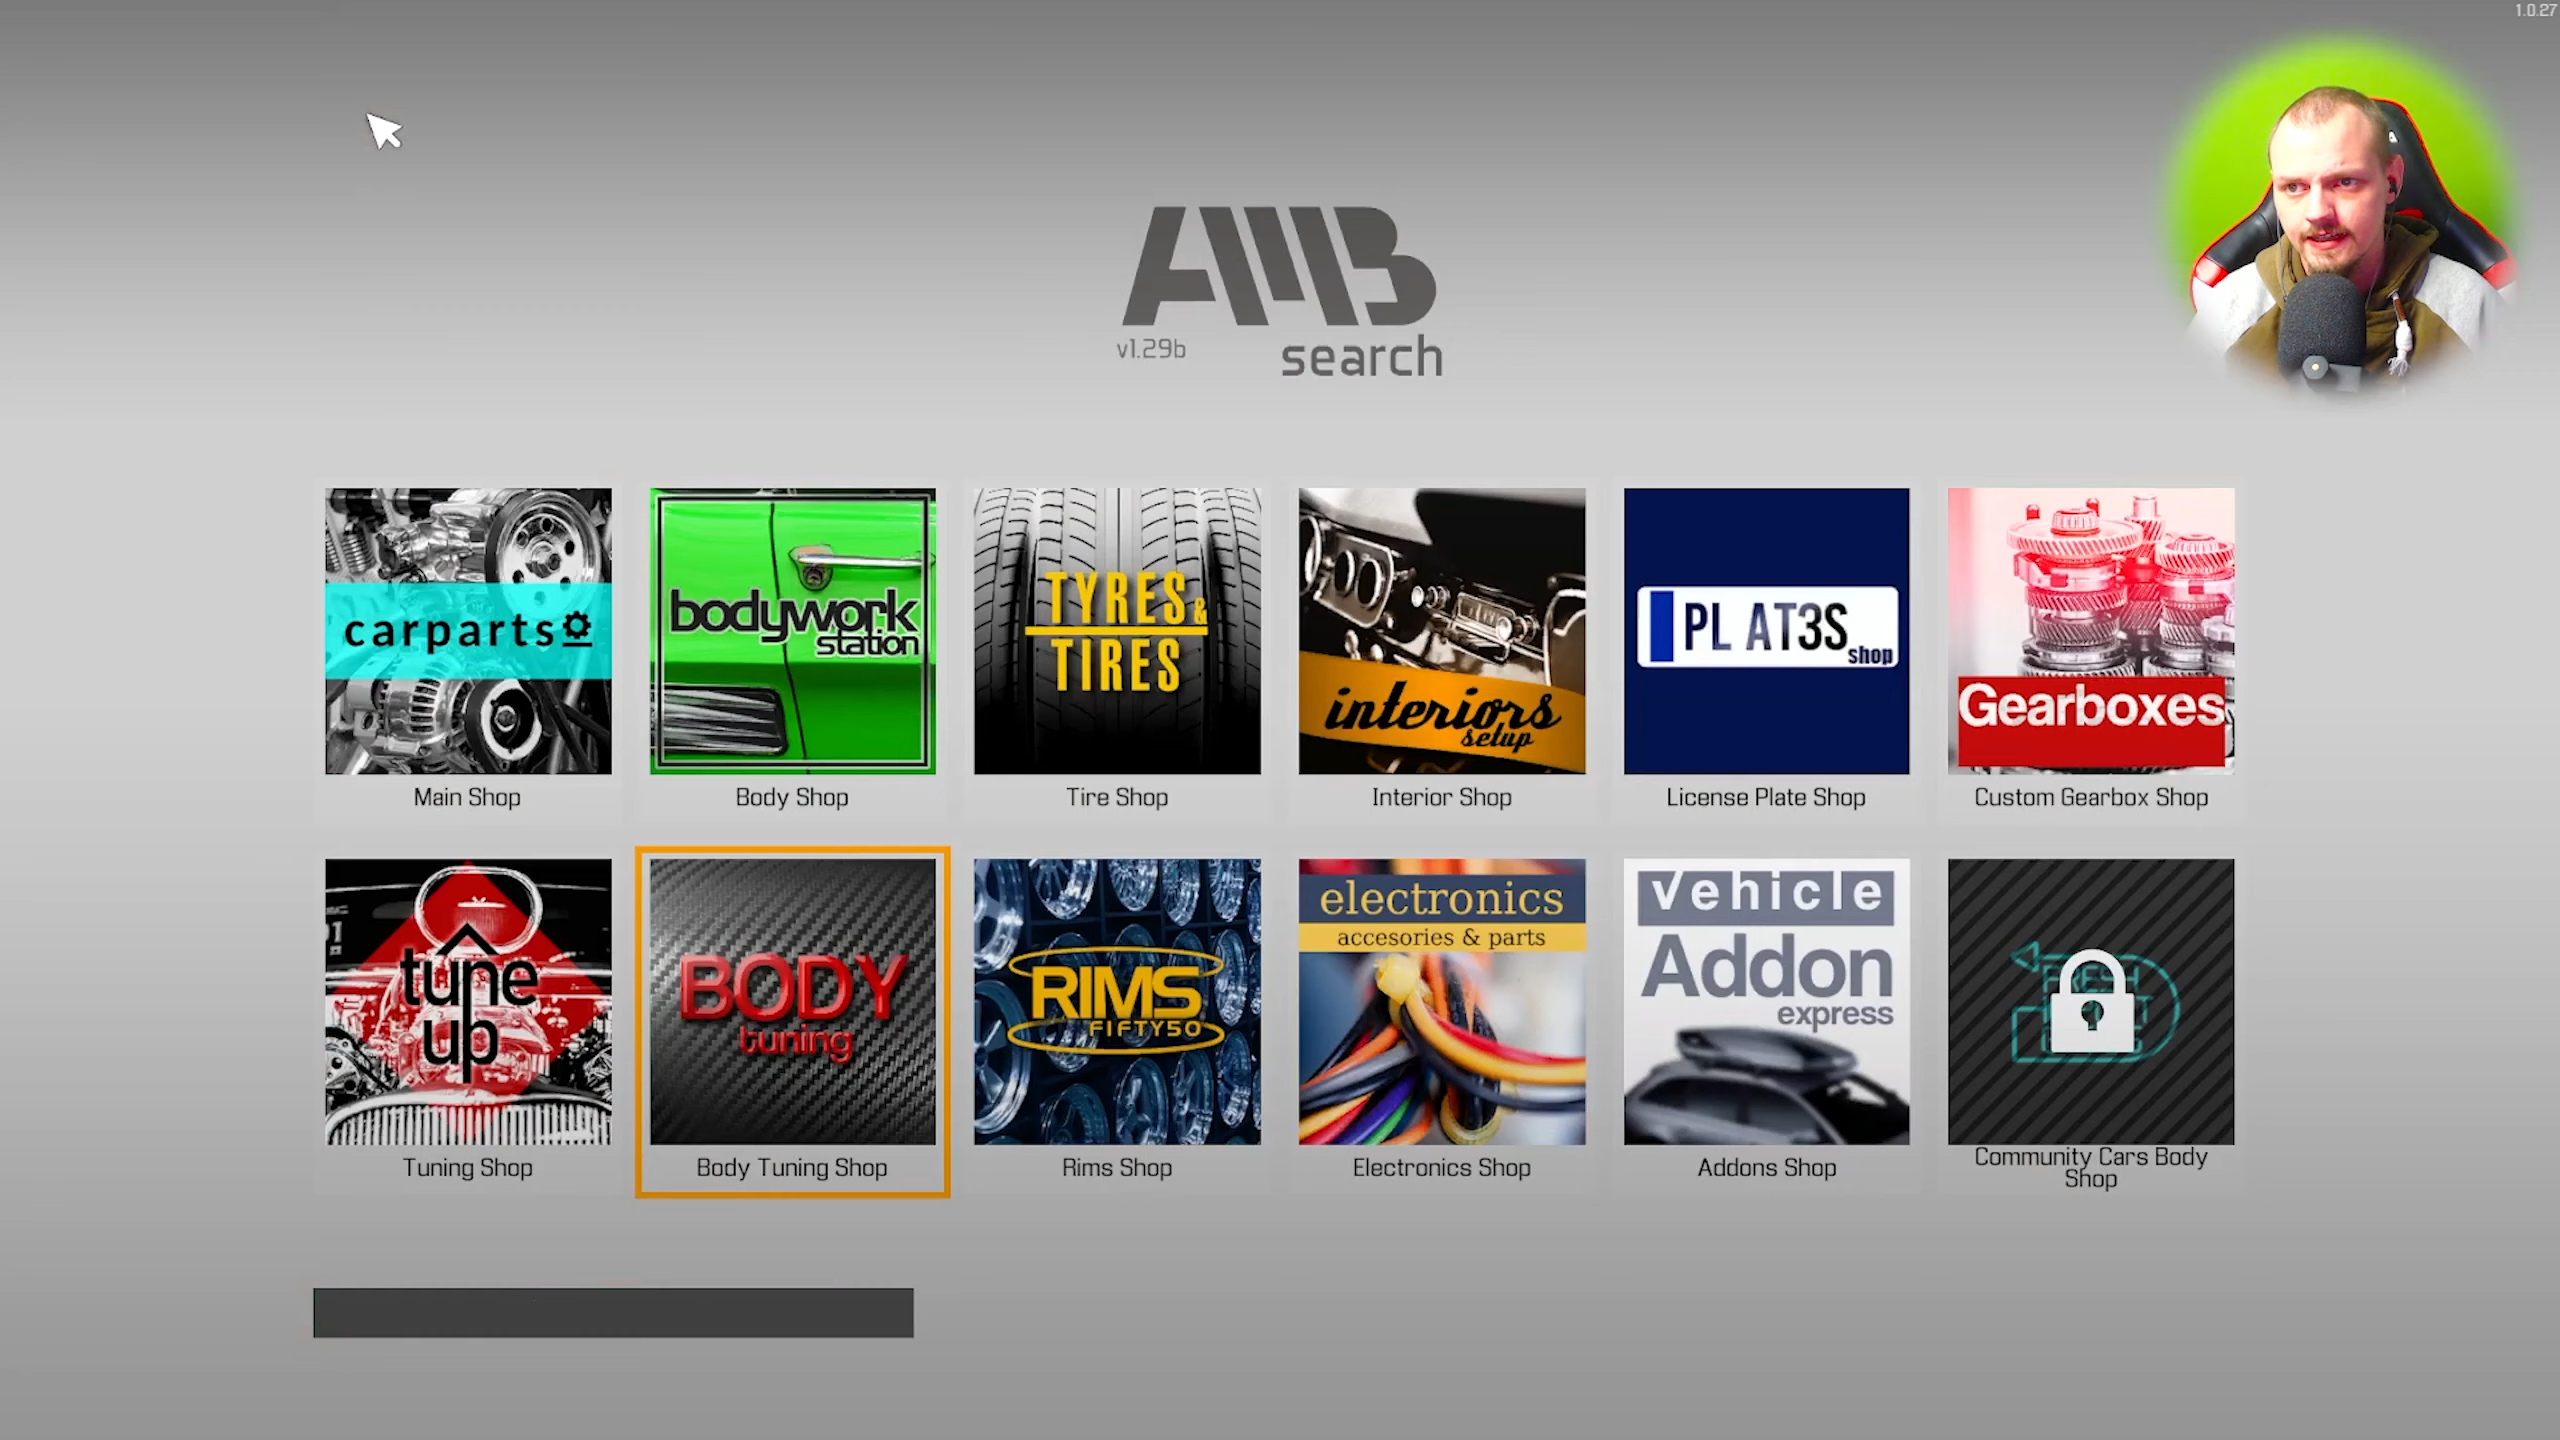 1.0.27
AMB
v1.29b
search
carparts
bodywork
station
TYRES &
TIRES
interiors
setup
PL AT3S
shop
Gearboxes
Main Shop
Body Shop
Tire Shop
Interior Shop
License Plate Shop
Custom Gearbox Shop
tune
up
BODY
tuning
RIMS
FIFTY50
electronics
accesories & parts
vehicle
Addon
express
Tuning Shop
Body Tuning Shop
Rims Shop
Electronics Shop
Addons Shop
Community Cars Body
Shop